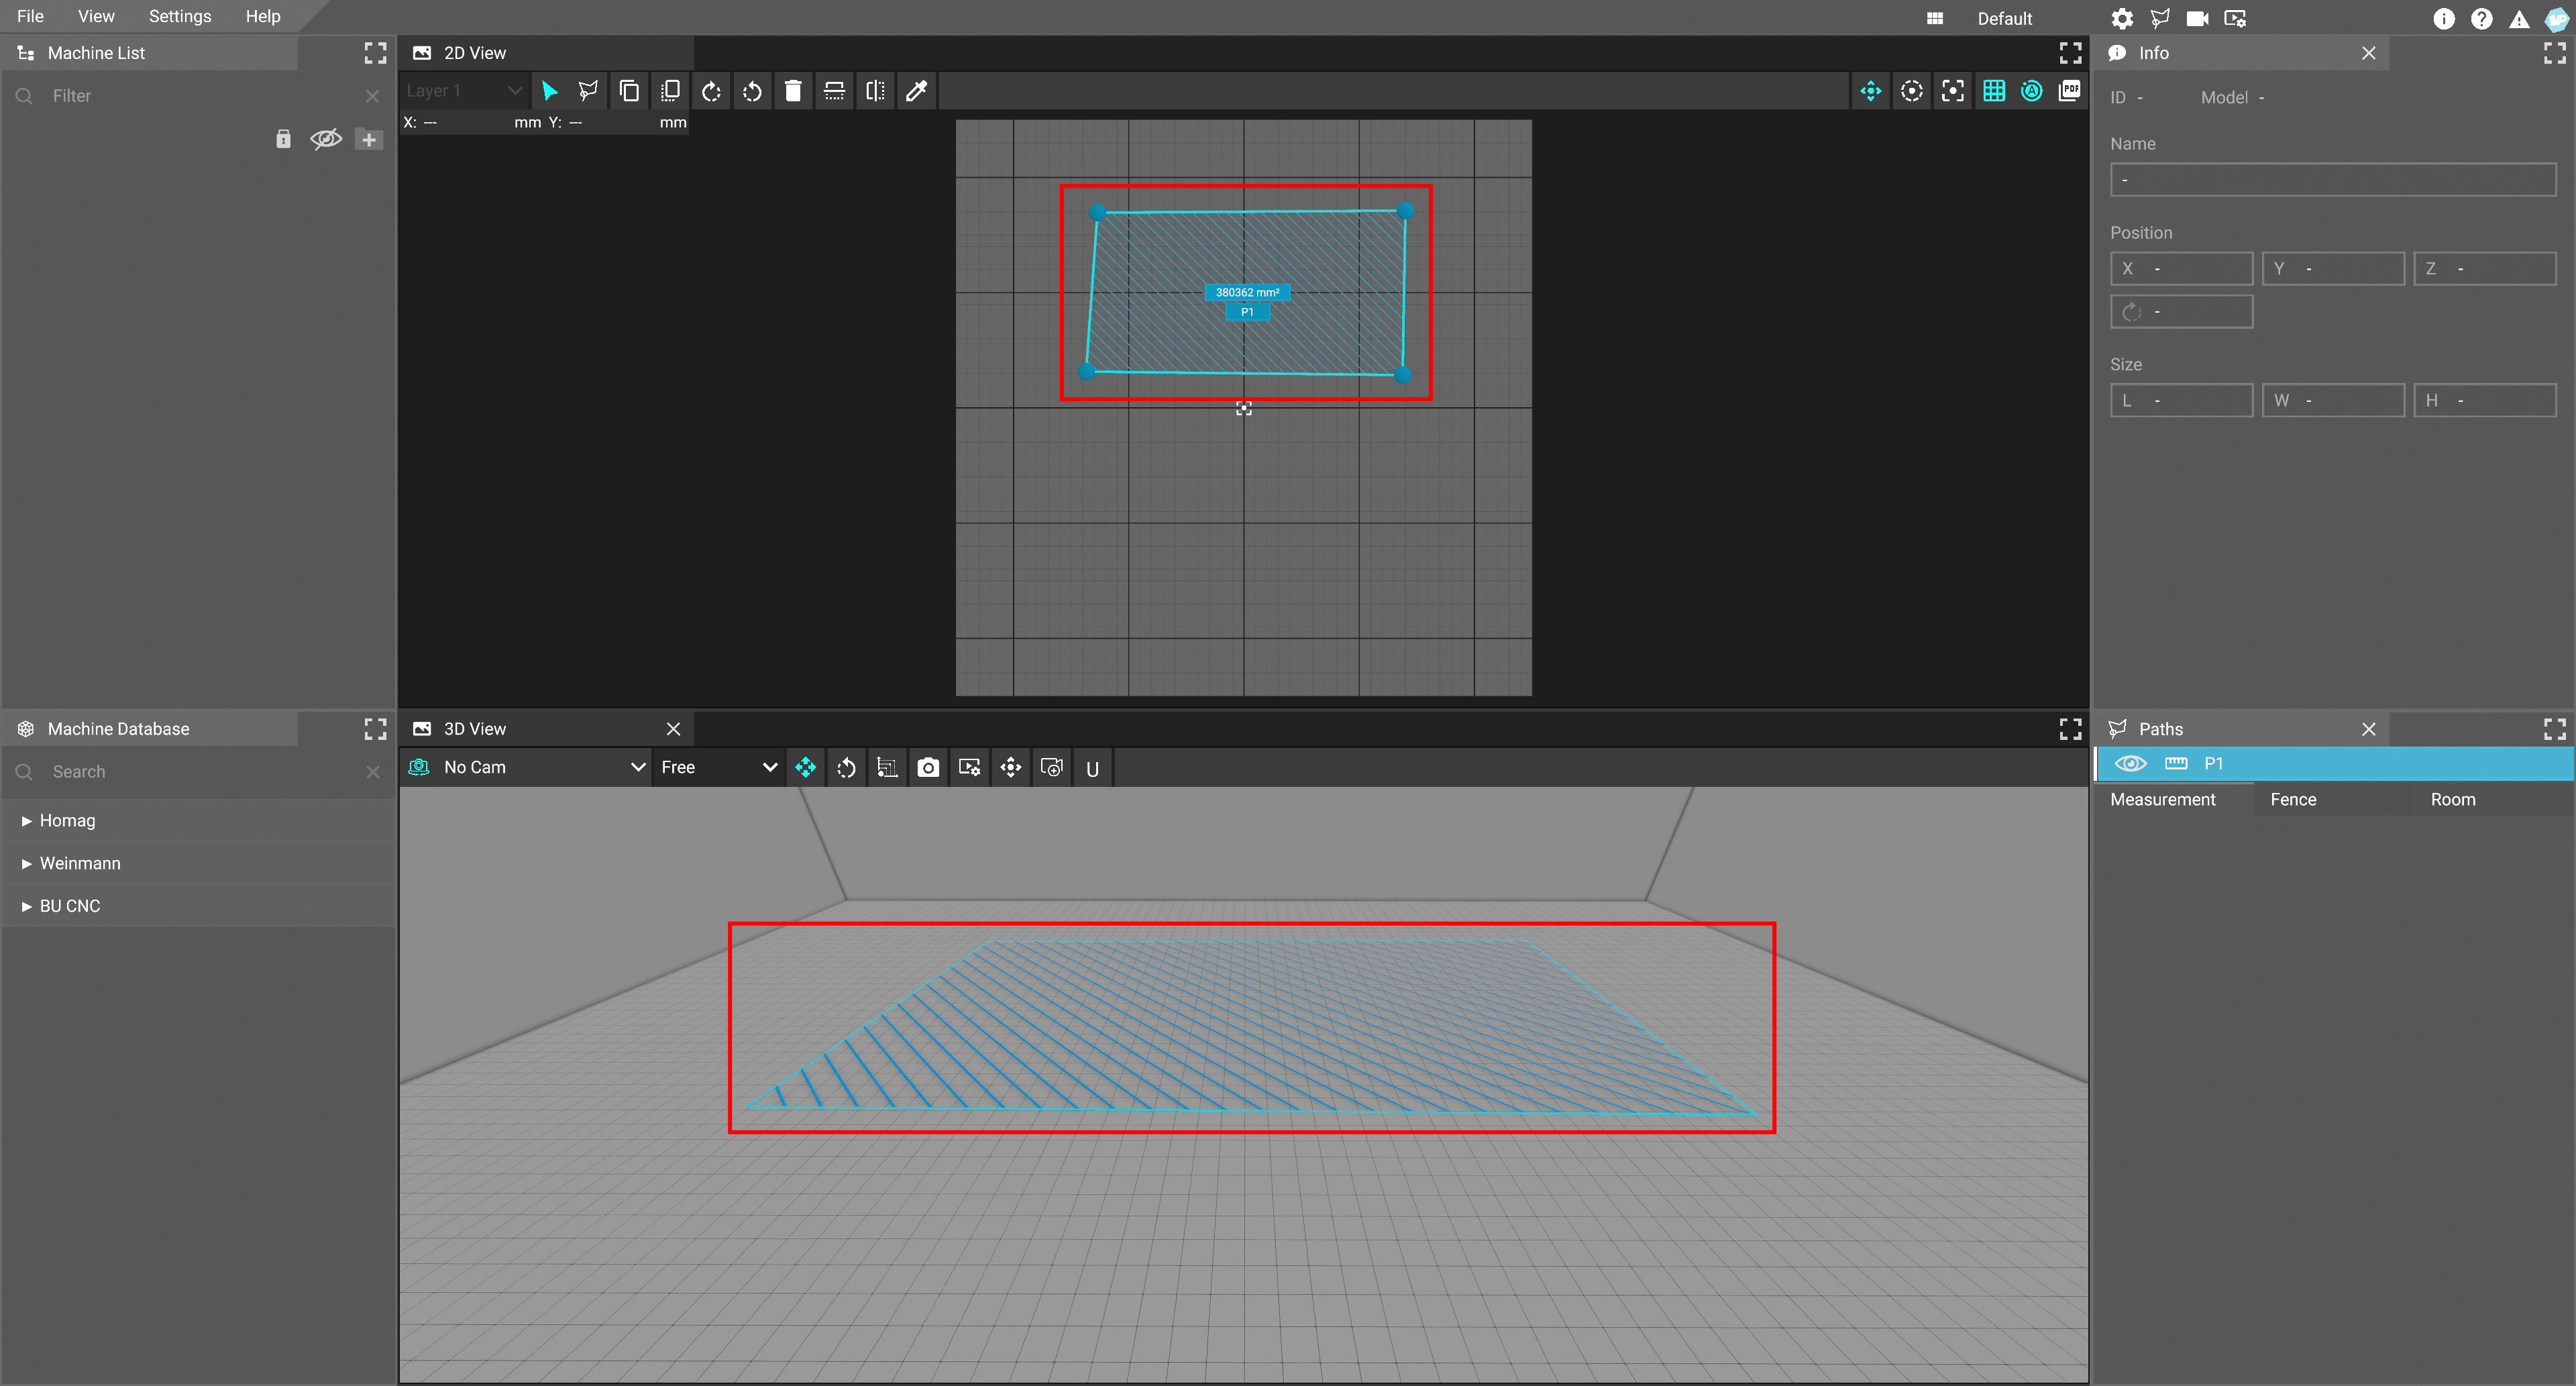 File View Settings Help Default
Machine List
Filter
2D View
Layer 1
PDF
X: --- mm Y: --- mm
380362 mm²
P1
Info
ID - Model -
Name
-
Position
X - Y - Z -
-
Size
L - W - H -
Machine Database
Search
Homag
Weinmann
BU CNC
3D View
No Cam Free U
Paths
P1
Measurement Fence Room